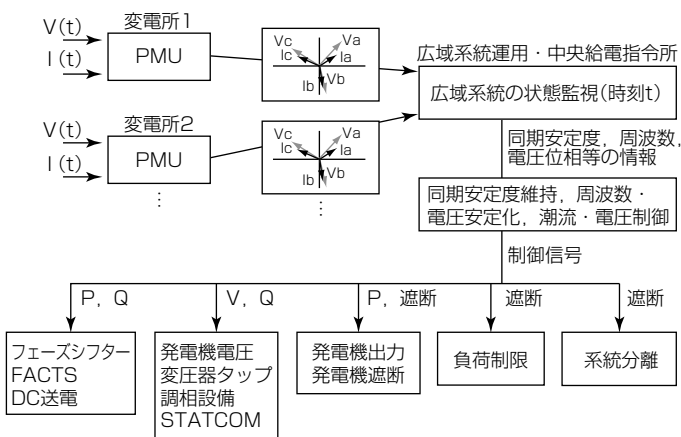 変電所1
V(t)
I(t)
PMU
Vc
Va
Ic
Ia
Ib
Vb
広域系統運用・中央給電指令所
広域系統の状態監視(時刻t)
変電所2
V(t)
I(t)
PMU
Vc
Va
Ic
Ia
Ib
Vb
⋮
⋮
同期安定度,周波数,
電圧位相等の情報
同期安定度維持,周波数・
電圧安定化,潮流・電圧制御
制御信号
P, Q
V, Q
P, 遮断
遮断
遮断
フェーズシフター
FACTS
DC送電
発電機電圧
変圧器タップ
調相設備
STATCOM
発電機出力
発電機遮断
負荷制限
系統分離